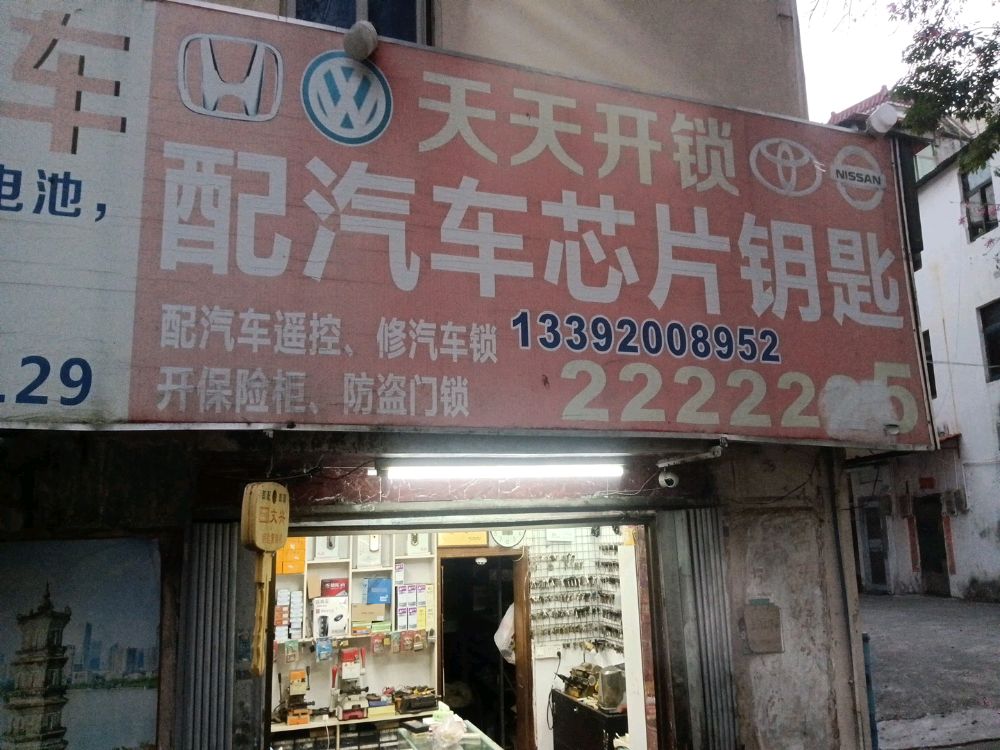 车
电池，
129
天天开锁
NISSAN
配汽车芯片钥匙
配汽车遥控、修汽车锁
13392008952
开保险柜、防盗门锁
22222
5